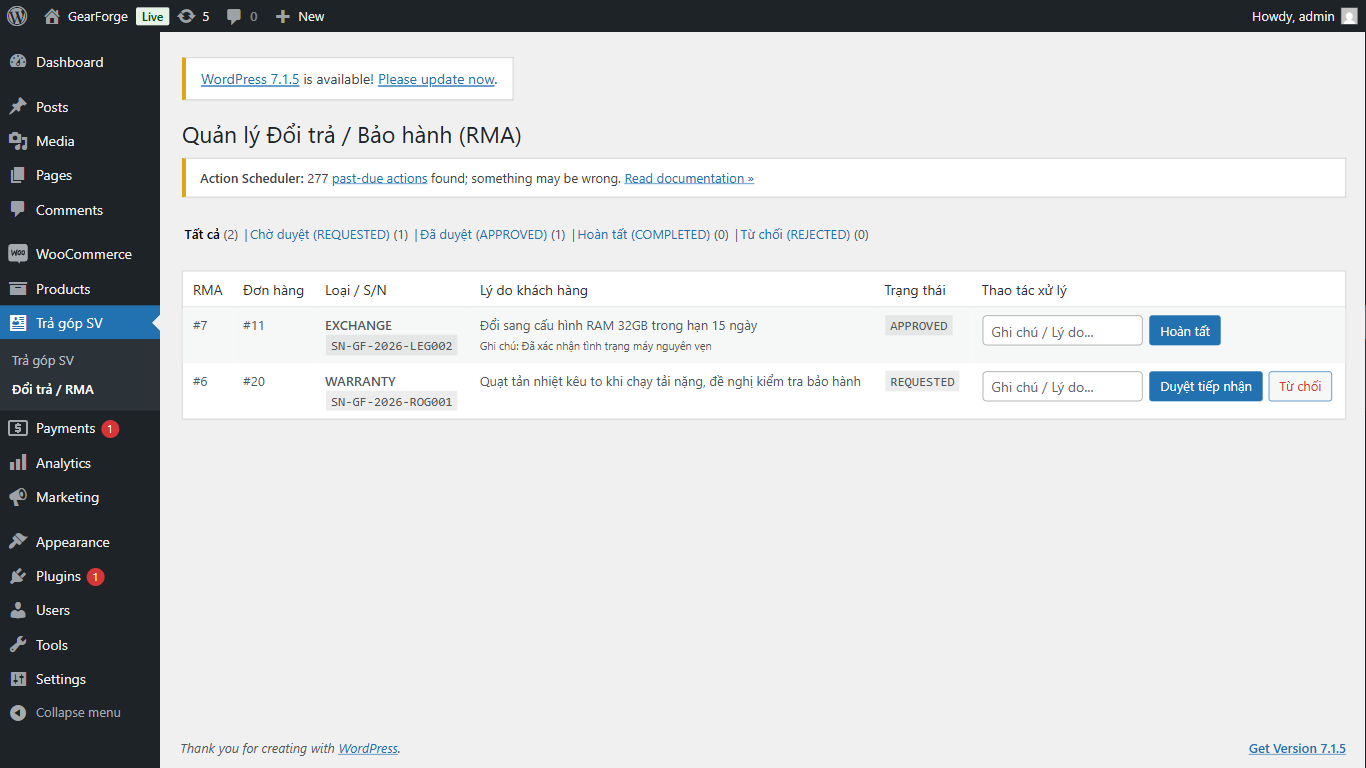 GearForge Live 5 0 New Howdy, admin
Dashboard
Posts
Media
Pages
Comments
WooCommerce
Products
Trả góp SV
Trả góp SV
Đổi trả / RMA
Payments 1
Analytics
Marketing
Appearance
Plugins 1
Users
Tools
Settings
Collapse menu
WordPress 7.1.5 is available! Please update now.
Quản lý Đổi trả / Bảo hành (RMA)
Action Scheduler: 277 past-due actions found; something may be wrong. Read documentation »
Tất cả (2) | Chờ duyệt (REQUESTED) (1) | Đã duyệt (APPROVED) (1) | Hoàn tất (COMPLETED) (0) | Từ chối (REJECTED) (0)
RMA Đơn hàng Loại / S/N Lý do khách hàng Trạng thái Thao tác xử lý
#7 #11 EXCHANGE Đổi sang cấu hình RAM 32GB trong hạn 15 ngày APPROVED Ghi chú / Lý do... Hoàn tất
SN-GF-2026-LEG002 Ghi chú: Đã xác nhận tình trạng máy nguyên vẹn
#6 #20 WARRANTY Quạt tản nhiệt kêu to khi chạy tải nặng, đề nghị kiểm tra bảo hành REQUESTED Ghi chú / Lý do... Duyệt tiếp nhận Từ chối
SN-GF-2026-ROG001
Thank you for creating with WordPress. Get Version 7.1.5